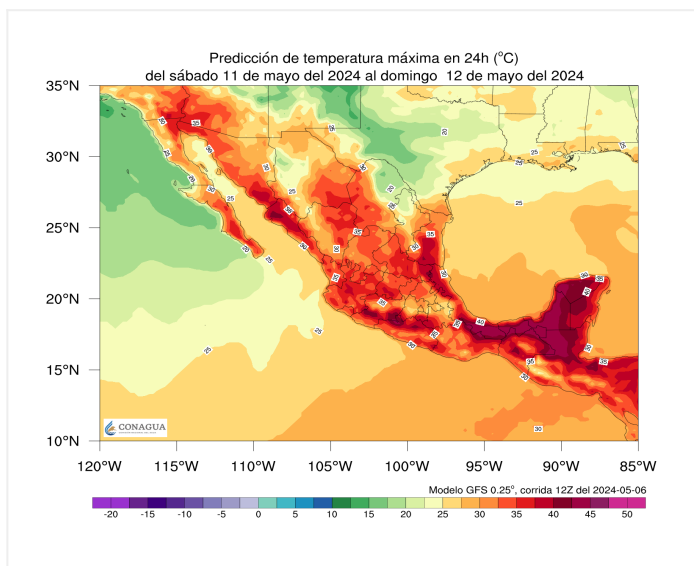 Predicción de temperatura máxima en 24h (°C)
del sábado 11 de mayo del 2024 al domingo  12 de mayo del 2024
35°N
30°N
25°N
20°N
15°N
10°N
CONAGUA
120°W 115°W 110°W 105°W 100°W 95°W 90°W 85°W
Modelo GFS 0.25°, corrida 12Z del 2024-05-06
-20 -15 -10 -5 0 5 10 15 20 25 30 35 40 45 50